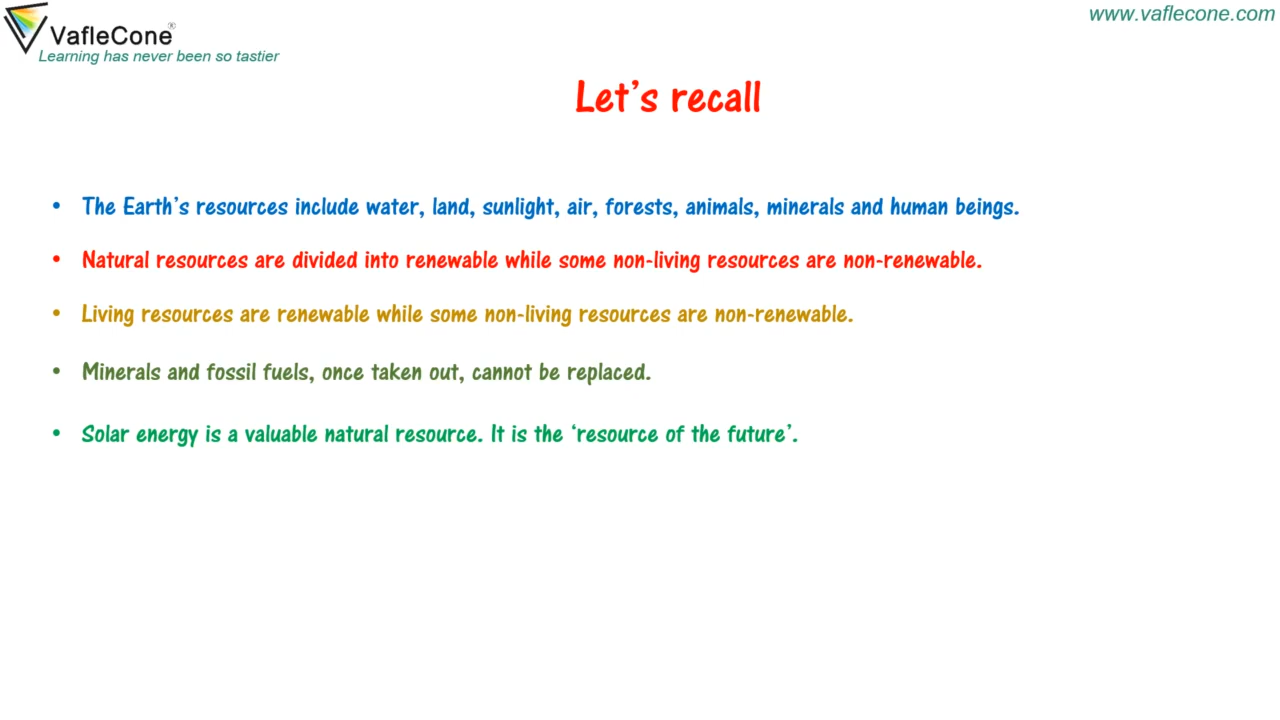 VafleCone®
Learning has never been so tastier
www.vaflecone.com
Let's recall
• The Earth's resources include water, land, sunlight, air, forests, animals, minerals and human beings.
• Natural resources are divided into renewable while some non-living resources are non-renewable.
• Living resources are renewable while some non-living resources are non-renewable.
• Minerals and fossil fuels, once taken out, cannot be replaced.
• Solar energy is a valuable natural resource. It is the ‘resource of the future’.